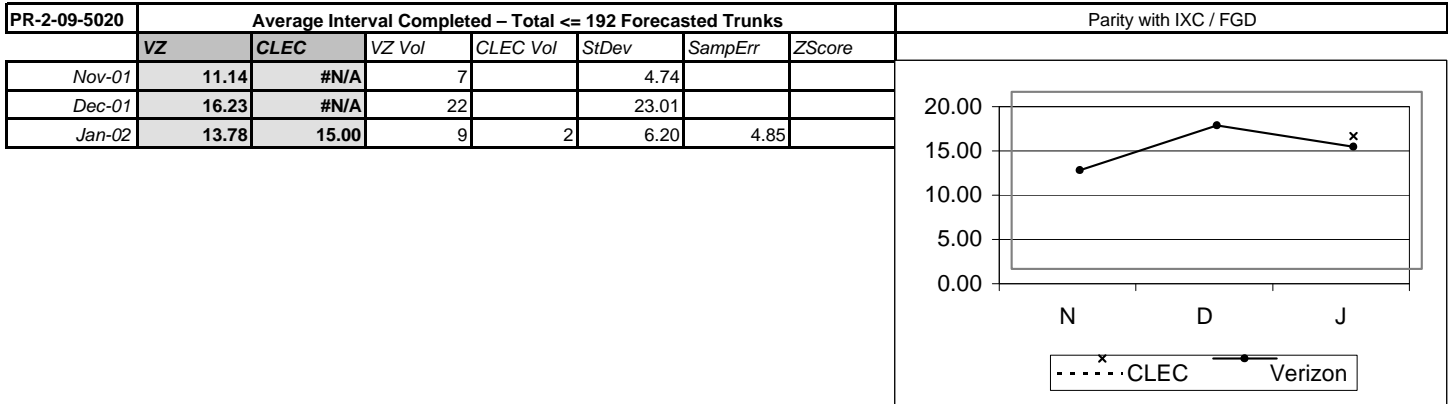 PR-2-09-5020 Average Interval Completed – Total <= 192 Forecasted Trunks Parity with IXC / FGD
VZ CLEC VZ Vol CLEC Vol StDev SampErr ZScore
Nov-01 11.14 #N/A 7 4.74
Dec-01 16.23 #N/A 22 23.01
Jan-02 13.78 15.00 9 2 6.20 4.85
20.00
15.00
10.00
5.00
0.00
N D J
CLEC Verizon